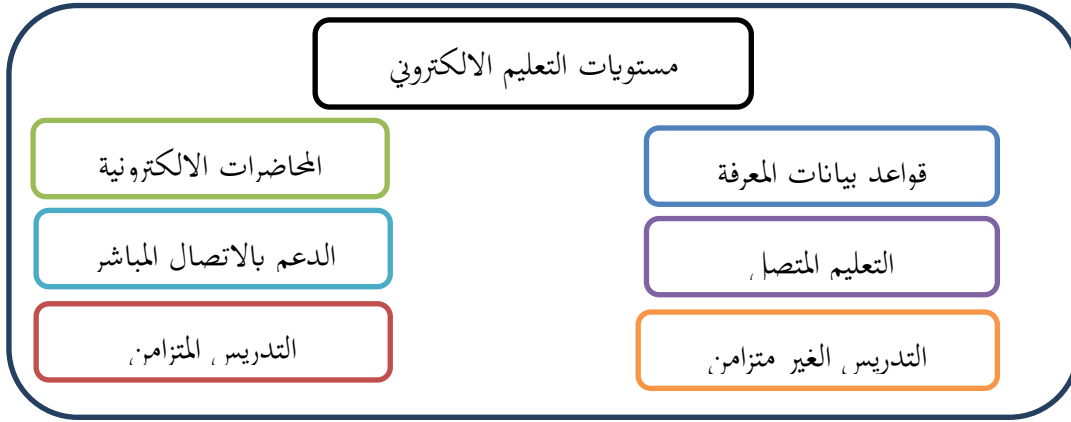 مستويات التعليم الالكتروني
قواعد بيانات المعرفة
المحاضرات الالكترونية
التعليم المتصل
الدعم بالاتصال المباشر
التدريس الغير متزامن
التدريس المتزامن